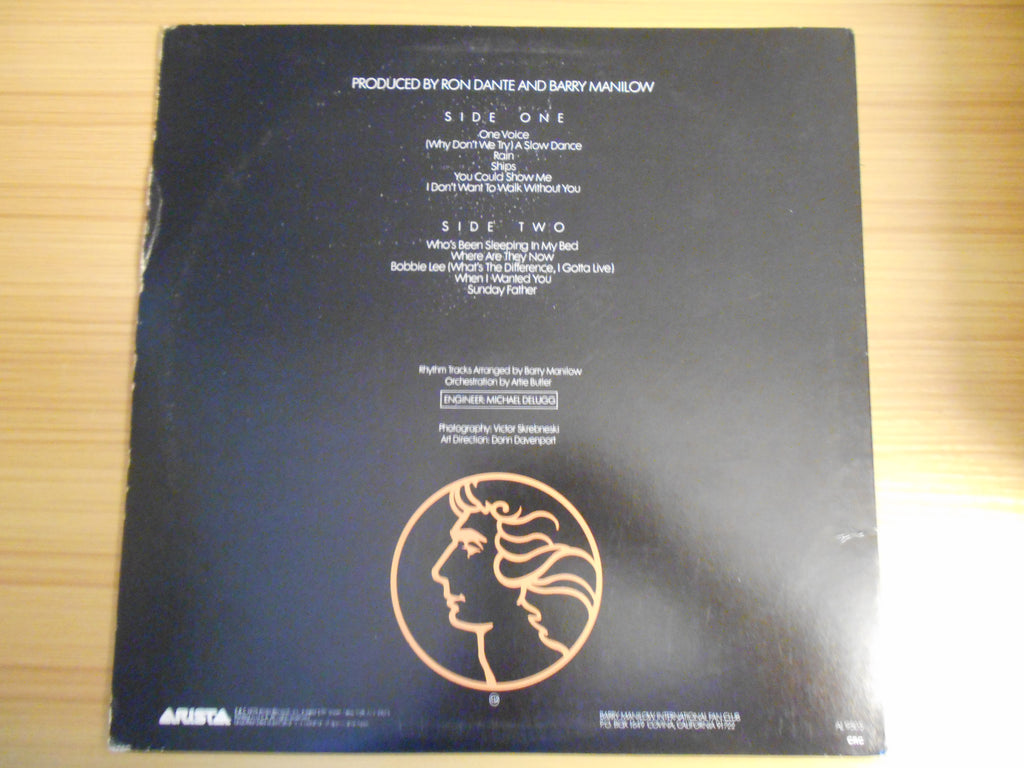 PRODUCED BY RON DANTE AND BARRY MANILOW
SIDE ONE
One Voice
(Why Don't We Try) A Slow Dance
Rain
Ships
You Could Show Me
I Don't Want To Walk Without You
SIDE TWO
Who's Been Sleeping In My Bed
Where Are They Now
Bobbie Lee (What's The Difference, I Gotta Live)
When I Wanted You
Sunday Father
Rhythm Tracks Arranged by Barry Manilow
Orchestration by Artie Butler
ENGINEER: MICHAEL DELUGG
Photography: Victor Skrebneski
Art Direction: Donn Davenport
ARISTA
BARRY MANILOW INTERNATIONAL FAN CLUB
P.O. BOX 1649 COVINA, CALIFORNIA 91722